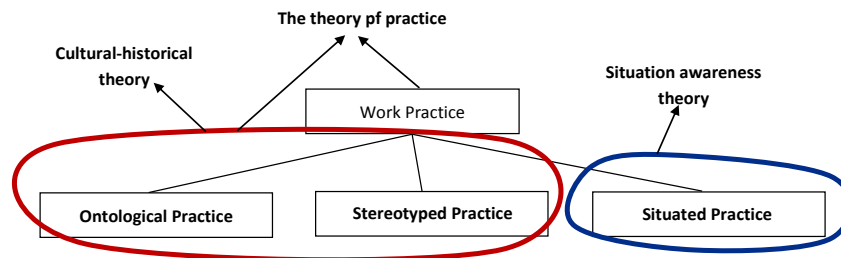 The theory pf practice
Cultural-historical
theory
Situation awareness
theory
Work Practice
Ontological Practice
Stereotyped Practice
Situated Practice